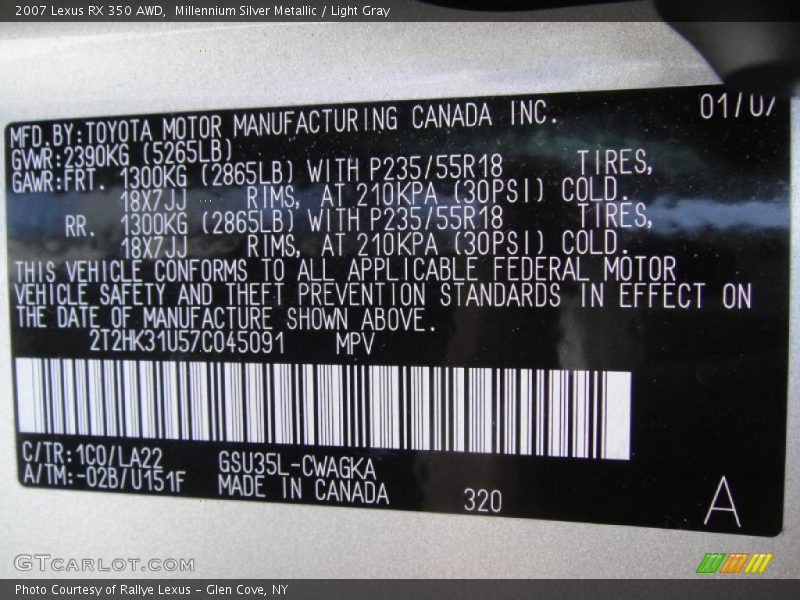 2007 Lexus RX 350 AWD,  Millennium Silver Metallic / Light Gray
01/07
MFD. BY: TOYOTA MOTOR MANUFACTURING CANADA INC.
GVWR: 2390KG (5265LB)
GAWR: FRT. 1300KG (2865LB) WITH P235/55R18 TIRES,
18X7JJ RIMS, AT 210KPA (30PSI) COLD.
RR. 1300KG (2865LB) WITH P235/55R18 TIRES,
18X7JJ RIMS, AT 210KPA (30PSI) COLD.
THIS VEHICLE CONFORMS TO ALL APPLICABLE FEDERAL MOTOR
VEHICLE SAFETY AND THEFT PREVENTION STANDARDS IN EFFECT ON
THE DATE OF MANUFACTURE SHOWN ABOVE.
2T2HK31U57C045091 MPV
C/TR: 1C0/LA22 GSU35L-CWAGKA
A/TM: -02B/U151F MADE IN CANADA 320 A
GTCARLOT.COM
Photo Courtesy of Rallye Lexus - Glen Cove, NY